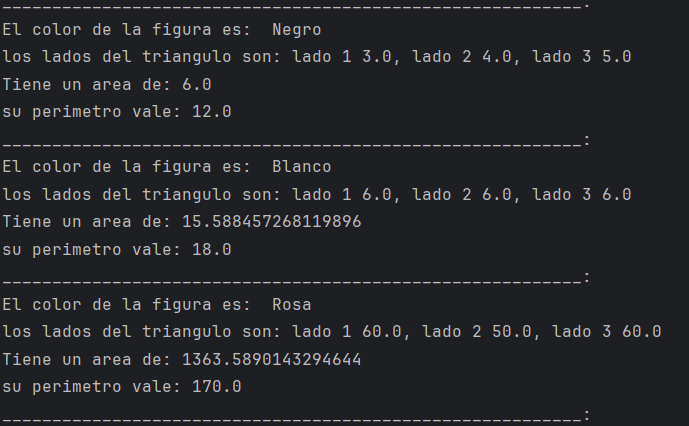 __________________________________________________________:
El color de la figura es:  Negro
los lados del triangulo son: lado 1 3.0, lado 2 4.0, lado 3 5.0
Tiene un area de: 6.0
su perimetro vale: 12.0
__________________________________________________________:
El color de la figura es:  Blanco
los lados del triangulo son: lado 1 6.0, lado 2 6.0, lado 3 6.0
Tiene un area de: 15.588457268119896
su perimetro vale: 18.0
__________________________________________________________:
El color de la figura es:  Rosa
los lados del triangulo son: lado 1 60.0, lado 2 50.0, lado 3 60.0
Tiene un area de: 1363.5890143294644
su perimetro vale: 170.0
__________________________________________________________: